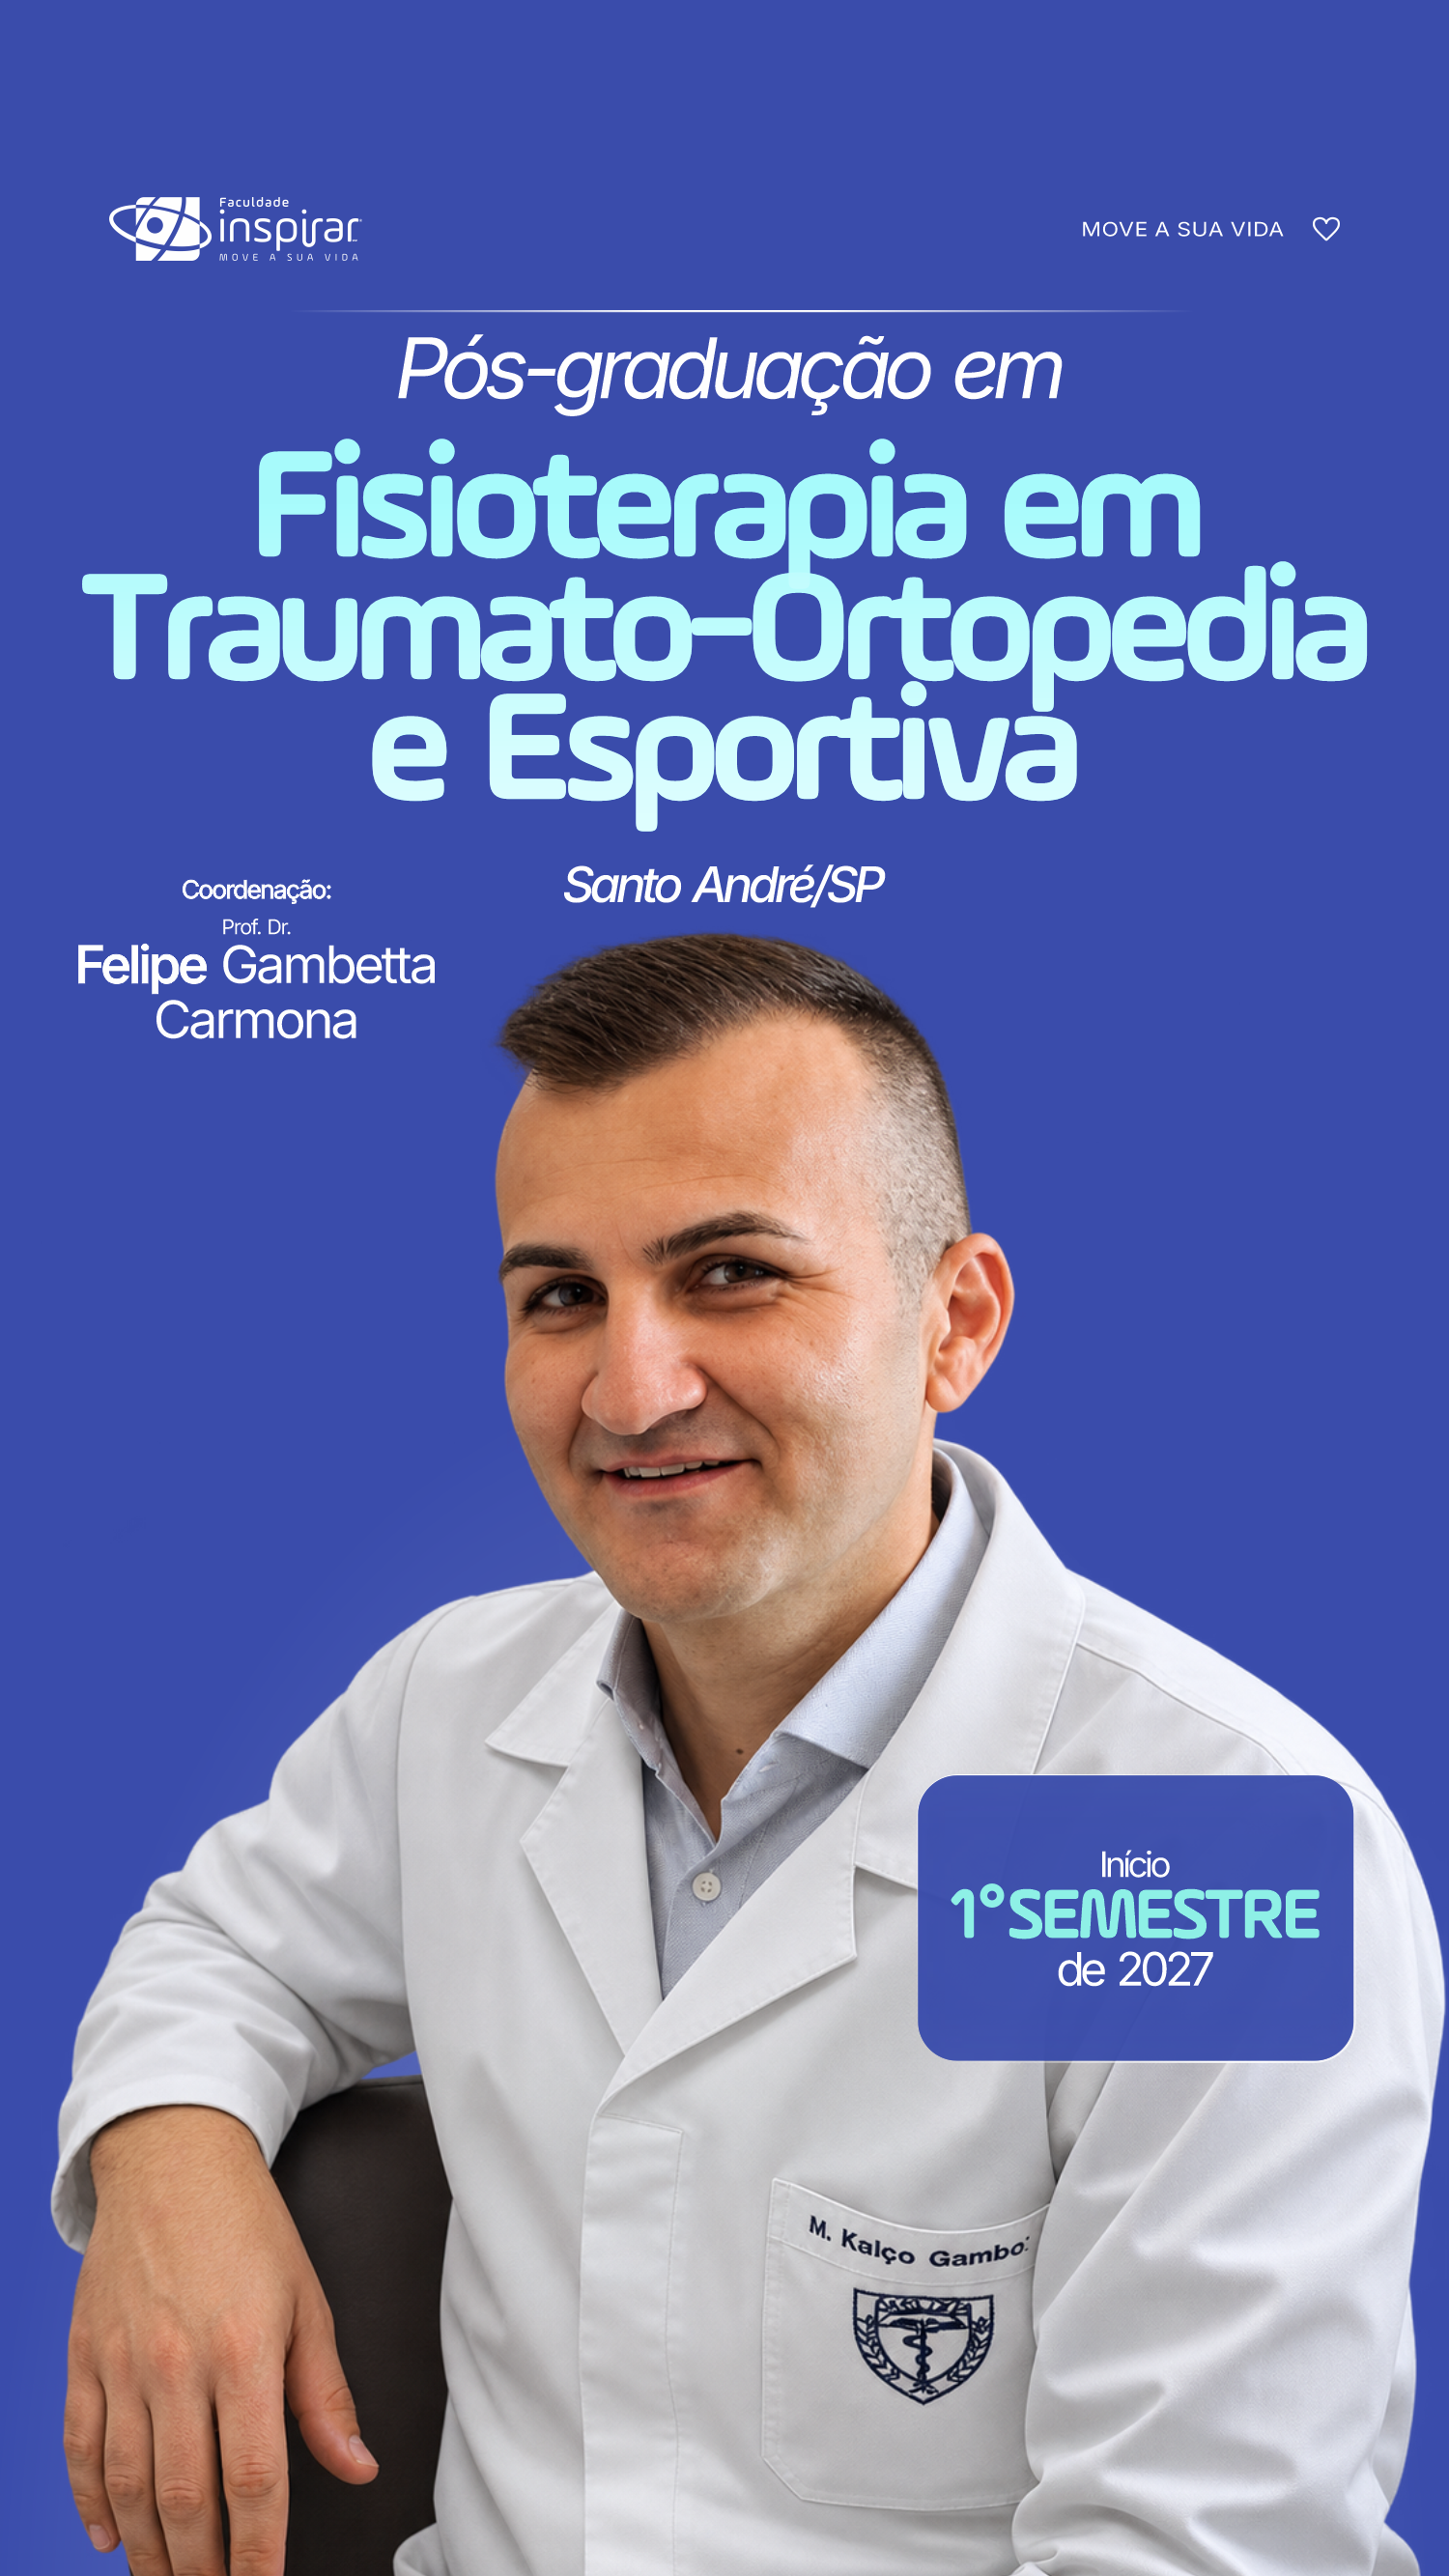 Faculdade
inspirar
MOVE A SUA VIDA
MOVE A SUA VIDA
Pós-graduação em
Fisioterapia em
Traumato-Ortopedia
e Esportiva
Santo André/SP
Coordenação:
Prof. Dr.
Felipe Gambetta
Carmona
Início
1°SEMESTRE
de 2027
M. Kalço